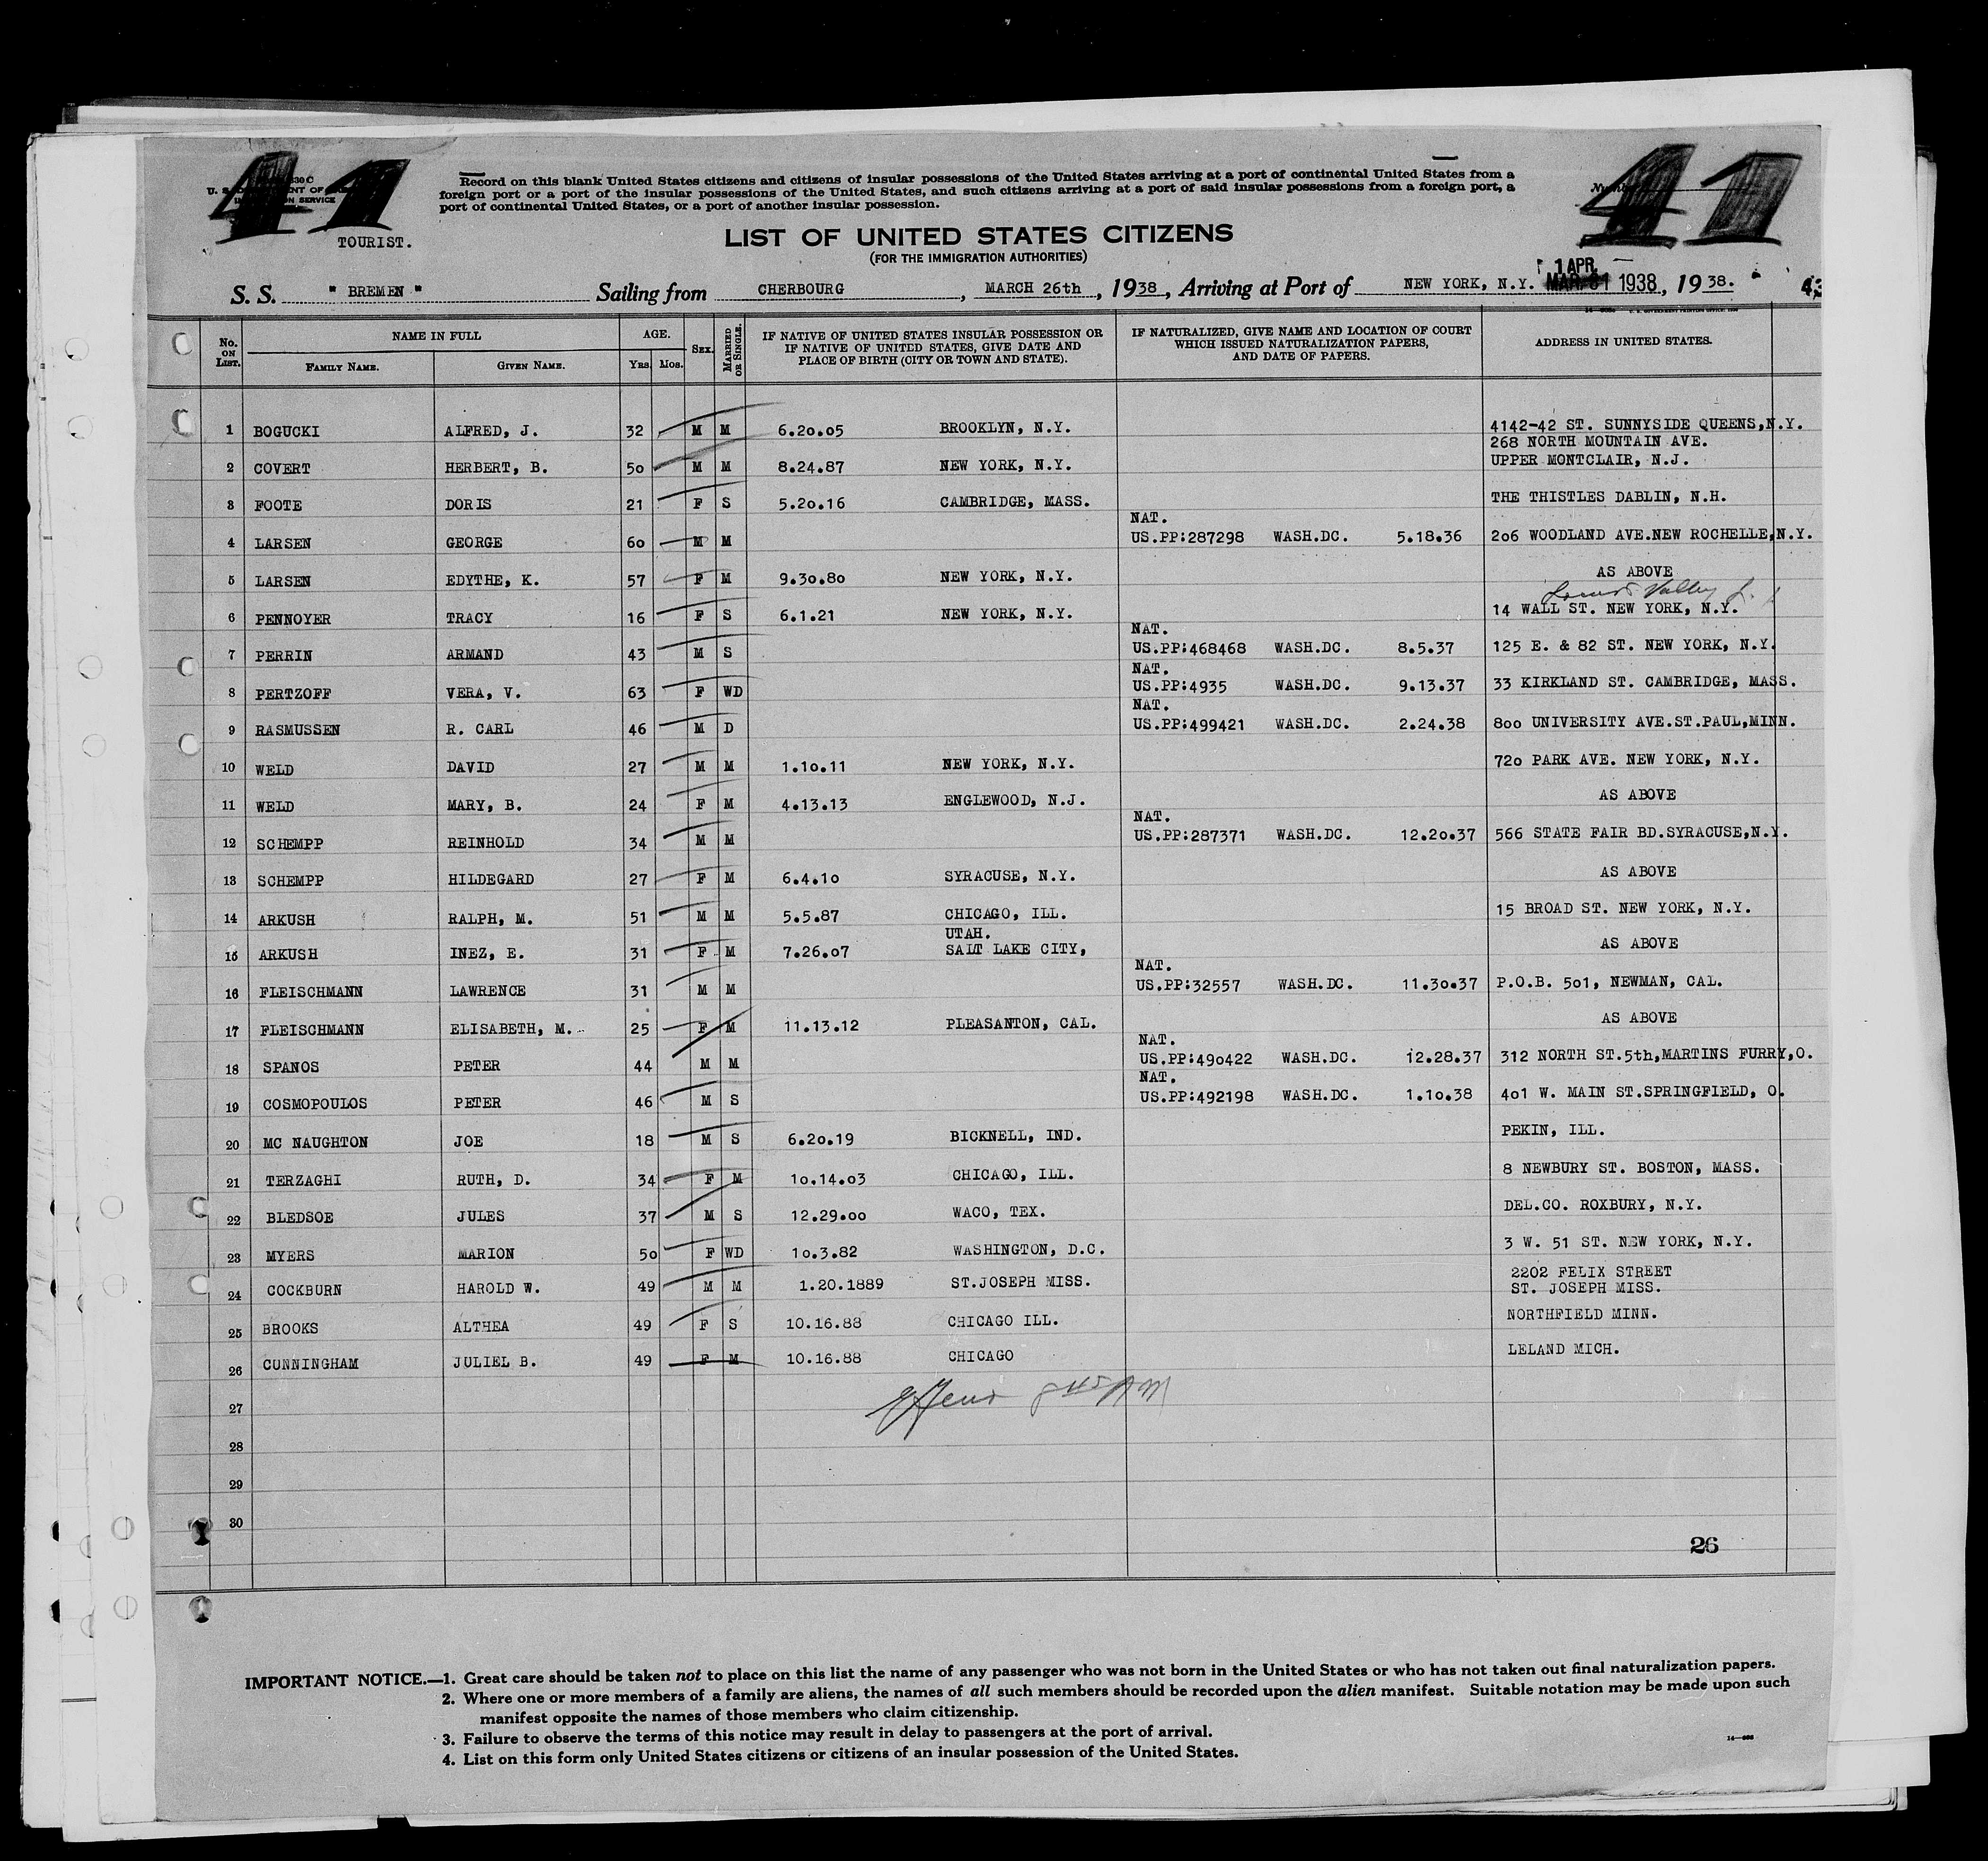 41
30 C
U. S. D NT OF
N SERVICE
TOURIST.
Record on this blank United States citizens and citizens of insular possessions of the United States arriving at a port of continental United States from a
foreign port or a port of the insular possessions of the United States, and such citizens arriving at a port of said insular possessions from a foreign port, a
port of continental United States, or a port of another insular possession.
41
LIST OF UNITED STATES CITIZENS
(FOR THE IMMIGRATION AUTHORITIES)
1 APR.
S. S. " BREMEN " Sailing from CHERBOURG, MARCH 26th, 1938, Arriving at Port of NEW YORK, N.Y. MAR 31 1938, 1938.
No. ON LIST. NAME IN FULL AGE. SEX. MARRIED OR SINGLE. IF NATIVE OF UNITED STATES INSULAR POSSESSION OR IF NATIVE OF UNITED STATES, GIVE DATE AND PLACE OF BIRTH (CITY OR TOWN AND STATE). IF NATURALIZED, GIVE NAME AND LOCATION OF COURT WHICH ISSUED NATURALIZATION PAPERS, AND DATE OF PAPERS. ADDRESS IN UNITED STATES.
FAMILY NAME. GIVEN NAME. YRS. MOS.
1 BOGUCKI ALFRED, J. 32 M M 6.20.05 BROOKLYN, N.Y. 4142-42 ST. SUNNYSIDE QUEENS,N.Y.
268 NORTH MOUNTAIN AVE.
2 COVERT HERBERT, B. 50 M M 8.24.87 NEW YORK, N.Y. UPPER MONTCLAIR, N.J.
3 FOOTE DORIS 21 F S 5.20.16 CAMBRIDGE, MASS. THE THISTLES DABLIN, N.H.
NAT.
4 LARSEN GEORGE 60 M M US.PP:287298 WASH.DC. 5.18.36 206 WOODLAND AVE.NEW ROCHELLE,N.Y.
5 LARSEN EDYTHE, K. 57 F M 9.30.80 NEW YORK, N.Y. AS ABOVE
Locust Valley L.
6 PENNOYER TRACY 16 F S 6.1.21 NEW YORK, N.Y. 14 WALL ST. NEW YORK, N.Y.
NAT.
7 PERRIN ARMAND 43 M S US.PP:468468 WASH.DC. 8.5.37 125 E. & 82 ST. NEW YORK, N.Y.
NAT.
8 PERTZOFF VERA, V. 63 F WD US.PP:4935 WASH.DC. 9.13.37 33 KIRKLAND ST. CAMBRIDGE, MASS.
NAT.
9 RASMUSSEN R. CARL 46 M D US.PP:499421 WASH.DC. 2.24.38 800 UNIVERSITY AVE.ST.PAUL,MINN.
10 WELD DAVID 27 M M 1.10.11 NEW YORK, N.Y. 720 PARK AVE. NEW YORK, N.Y.
11 WELD MARY, B. 24 F M 4.13.13 ENGLEWOOD, N.J. AS ABOVE
NAT.
12 SCHEMPP REINHOLD 34 M M US.PP:287371 WASH.DC. 12.20.37 566 STATE FAIR BD.SYRACUSE,N.Y.
13 SCHEMPP HILDEGARD 27 F M 6.4.10 SYRACUSE, N.Y. AS ABOVE
14 ARKUSH RALPH, M. 51 M M 5.5.87 CHICAGO, ILL. 15 BROAD ST. NEW YORK, N.Y.
UTAH.
15 ARKUSH INEZ, E. 31 F M 7.26.07 SALT LAKE CITY, AS ABOVE
NAT.
16 FLEISCHMANN LAWRENCE 31 M M US.PP:32557 WASH.DC. 11.30.37 P.O.B. 501, NEWMAN, CAL.
17 FLEISCHMANN ELISABETH, M. 25 F M 11.13.12 PLEASANTON, CAL. AS ABOVE
NAT.
18 SPANOS PETER 44 M M US.PP:490422 WASH.DC. 12.28.37 312 NORTH ST.5th,MARTINS FURRY,O.
NAT.
19 COSMOPOULOS PETER 46 M S US.PP:492198 WASH.DC. 1.10.38 401 W. MAIN ST.SPRINGFIELD, O.
20 MC NAUGHTON JOE 18 M S 6.20.19 BICKNELL, IND. PEKIN, ILL.
21 TERZAGHI RUTH, D. 34 F M 10.14.03 CHICAGO, ILL. 8 NEWBURY ST. BOSTON, MASS.
22 BLEDSOE JULES 37 M S 12.29.00 WACO, TEX. DEL.CO. ROXBURY, N.Y.
23 MYERS MARION 50 F WD 10.3.82 WASHINGTON, D.C. 3 W. 51 ST. NEW YORK, N.Y.
2202 FELIX STREET
24 COCKBURN HAROLD W. 49 M M 1.20.1889 ST.JOSEPH MISS. ST. JOSEPH MISS.
25 BROOKS ALTHEA 49 F S 10.16.88 CHICAGO ILL. NORTHFIELD MINN.
26 CUNNINGHAM JULIEL B. 49 F M 10.16.88 CHICAGO LELAND MICH.
8 45 AM
27
28
29
30
26
IMPORTANT NOTICE.—1. Great care should be taken not to place on this list the name of any passenger who was not born in the United States or who has not taken out final naturalization papers.
2. Where one or more members of a family are aliens, the names of all such members should be recorded upon the alien manifest. Suitable notation may be made upon such
manifest opposite the names of those members who claim citizenship.
3. Failure to observe the terms of this notice may result in delay to passengers at the port of arrival.
4. List on this form only United States citizens or citizens of an insular possession of the United States.